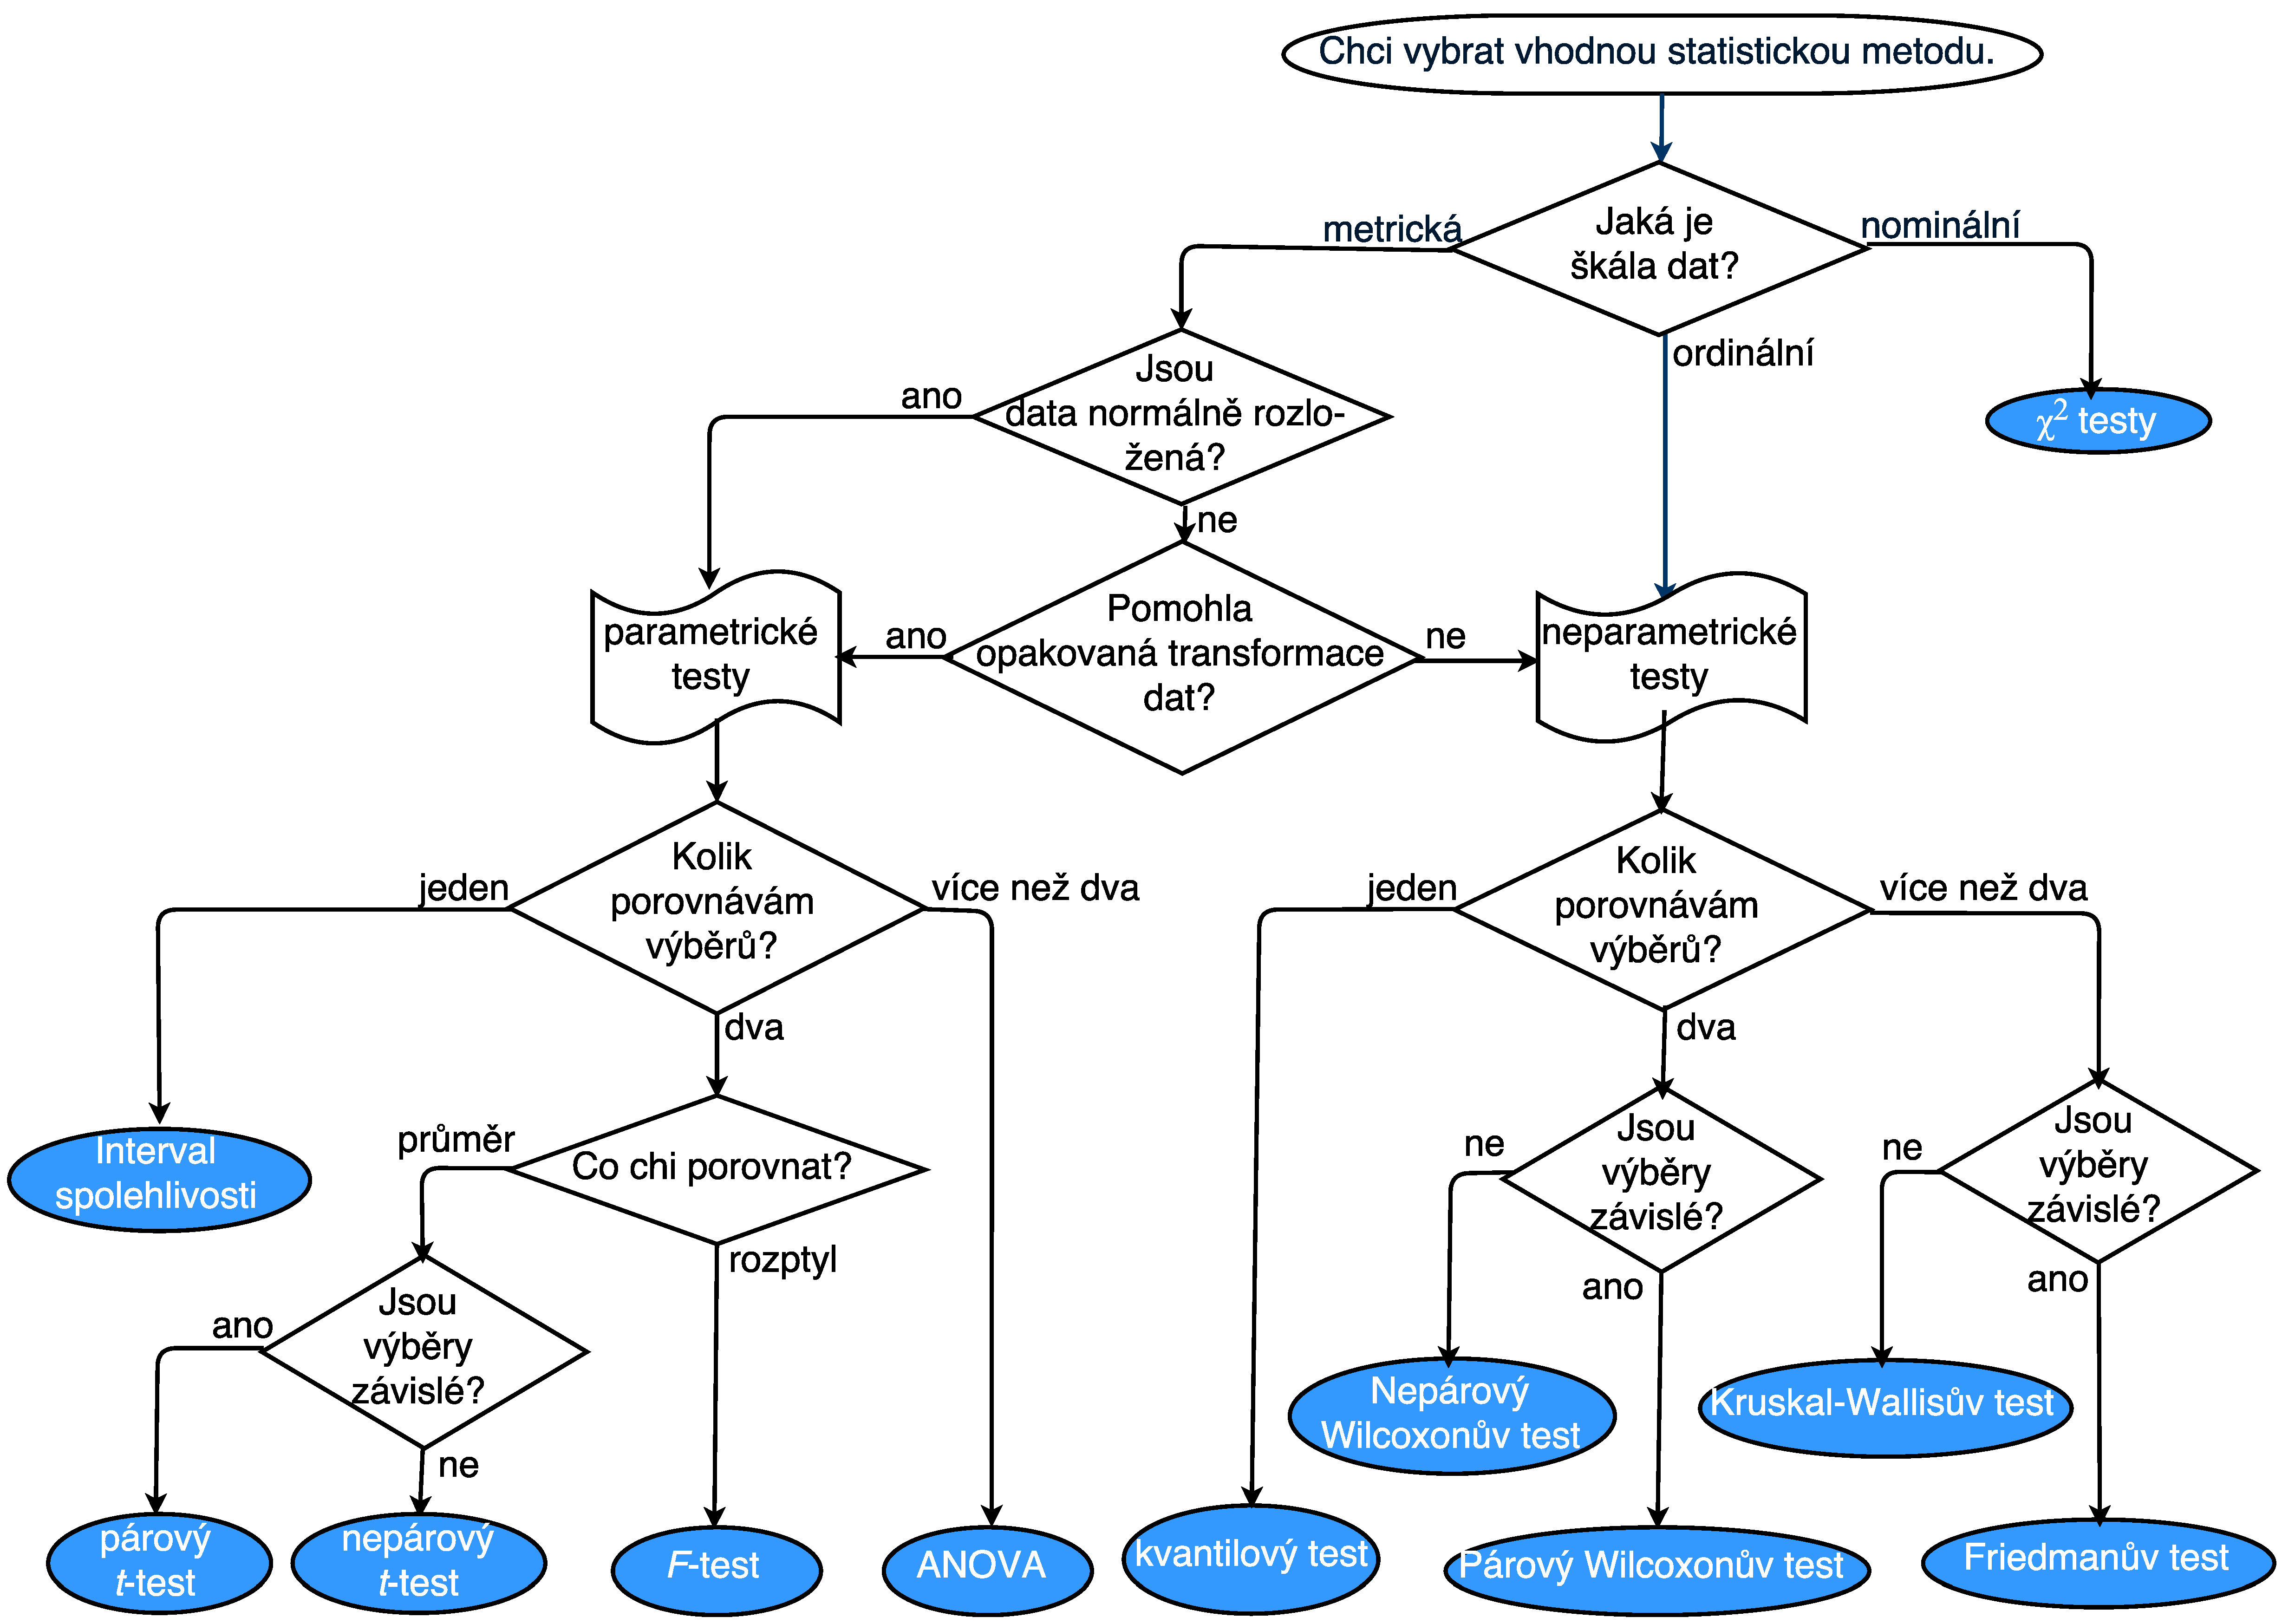 Chci vybrat vhodnou statistickou metodu.
Jaká je
škála dat?
metrická
nominální
ordinální
χ² testy
Jsou
data normálně rozlo-
žená?
ano
ne
Pomohla
opakovaná transformace
dat?
ano
ne
parametrické
testy
neparametrické
testy
Kolik
porovnávám
výběrů?
jeden
více než dva
dva
Kolik
porovnávám
výběrů?
jeden
více než dva
dva
Interval
spolehlivosti
Co chi porovnat?
průměr
rozptyl
Jsou
výběry
závislé?
ano
ne
Jsou
výběry
závislé?
ne
ano
Jsou
výběry
závislé?
ne
ano
Nepárový
Wilcoxonův test
Kruskal-Wallisův test
párový
t-test
nepárový
t-test
F-test
ANOVA
kvantilový test
Párový Wilcoxonův test
Friedmanův test